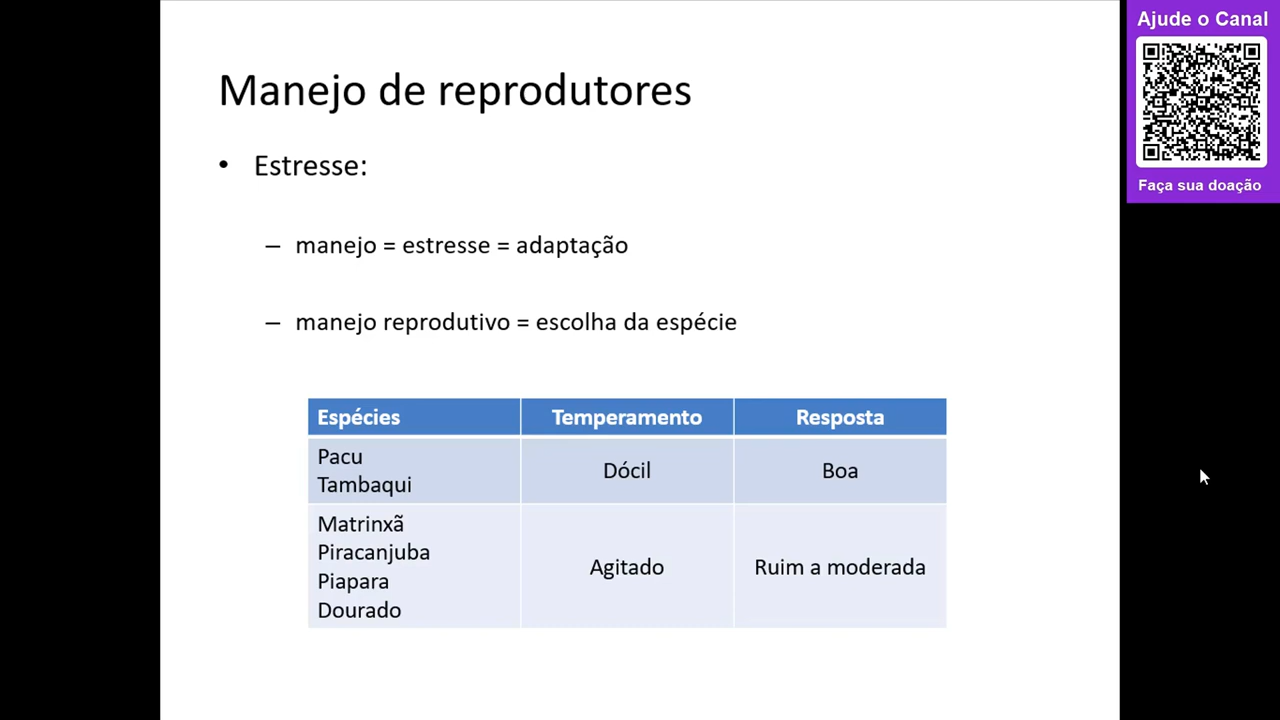 Ajude o Canal
Faça sua doação
Manejo de reprodutores
• Estresse:
– manejo = estresse = adaptação
– manejo reprodutivo = escolha da espécie
Espécies Temperamento Resposta
Pacu
Tambaqui
Dócil Boa
Matrinxã
Piracanjuba
Piapara
Dourado
Agitado Ruim a moderada